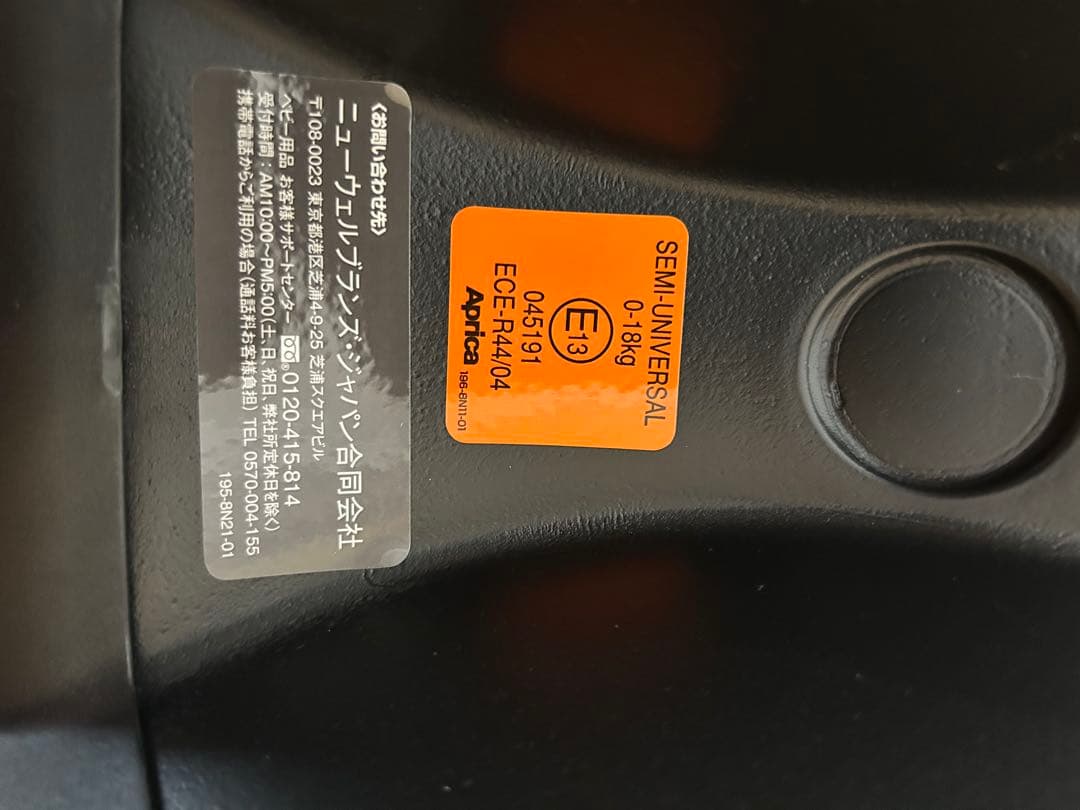 〈お問い合わせ先〉
ニューウェルブランズ・ジャパン合同会社
〒108-0023 東京都港区芝浦4-9-25 芝浦スクエアビル
ベビー用品 お客様サポートセンター ®0120-415-814
受付時間：AM10:00〜PM5:00(土、日、祝日、弊社所定休日を除く)
携帯電話からご利用の場合(通話料お客様負担) TEL 0570-004-155
195-8N21-01
SEMI-UNIVERSAL
0-18kg
E13
045191
ECE-R44/04
Aprica 196-8N11-01